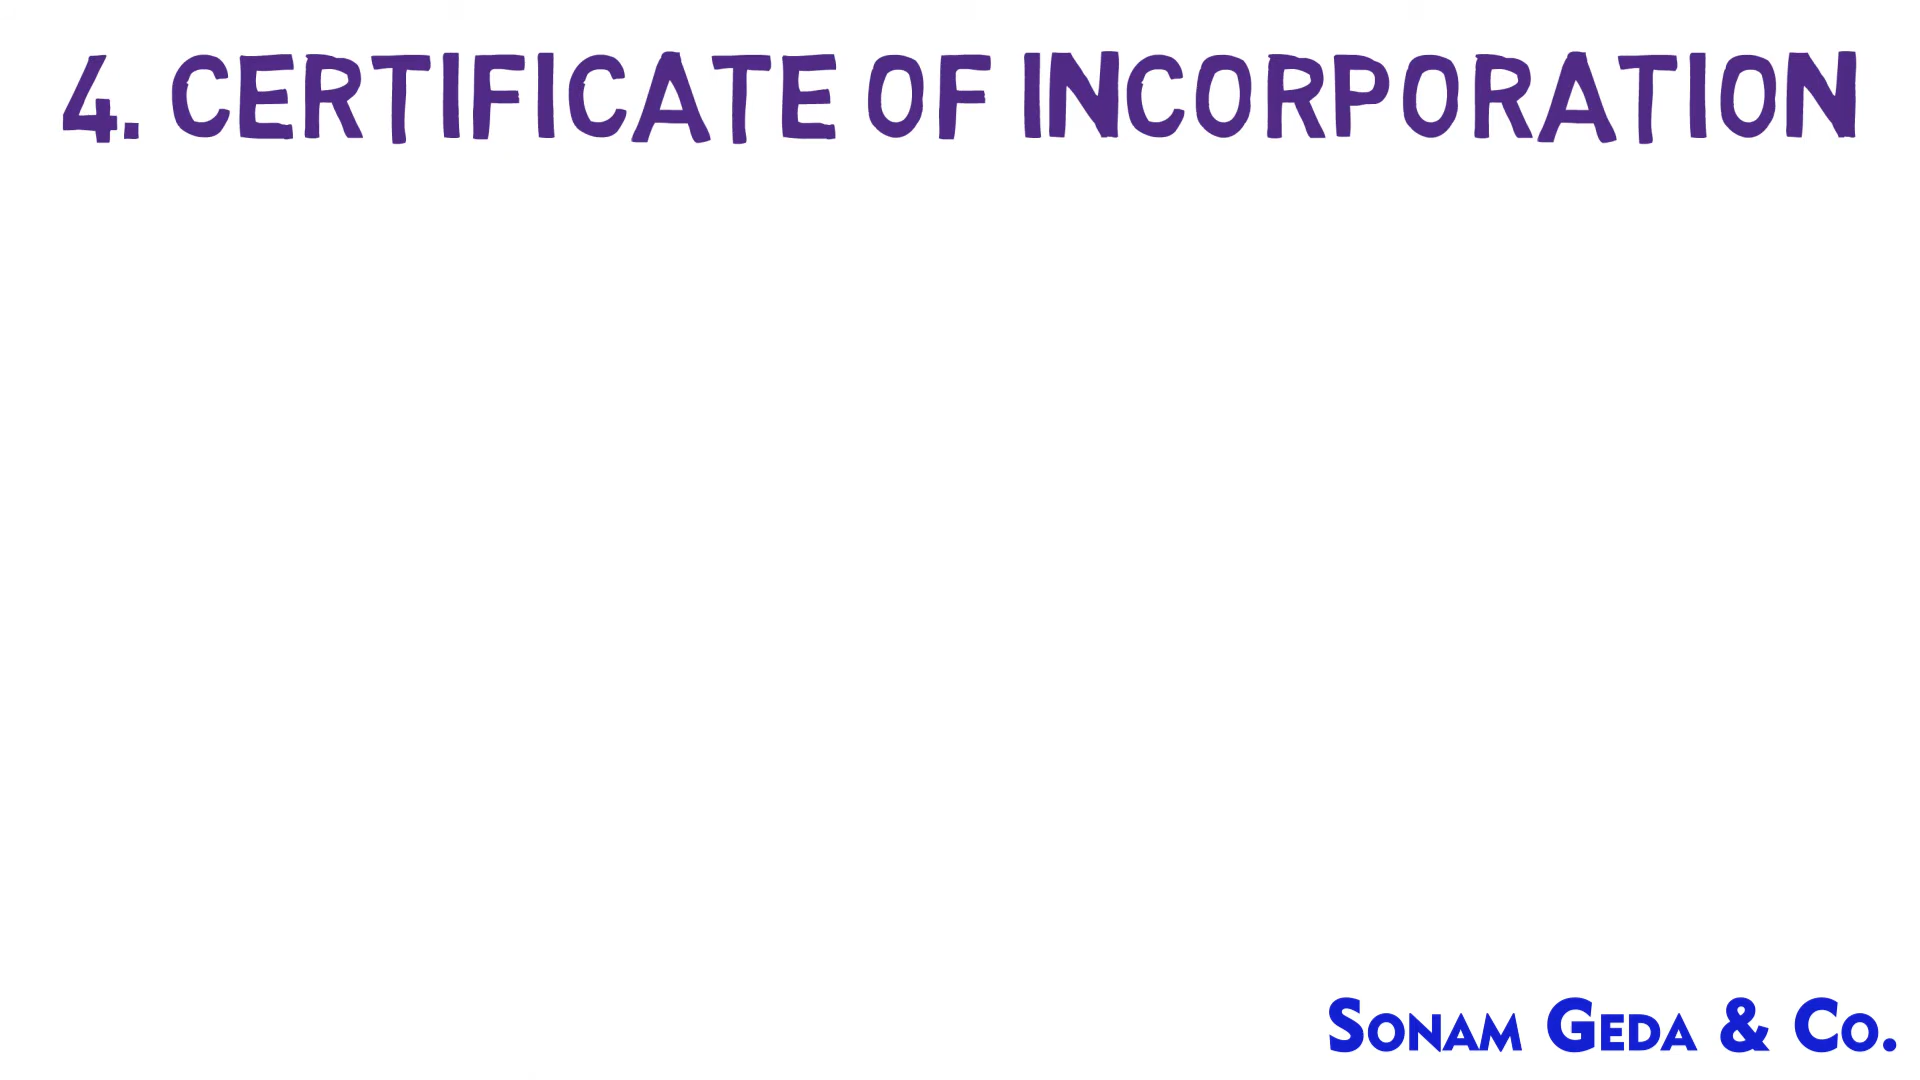 4. CERTIFICATE OF INCORPORATION
SONAM GEDA & CO.